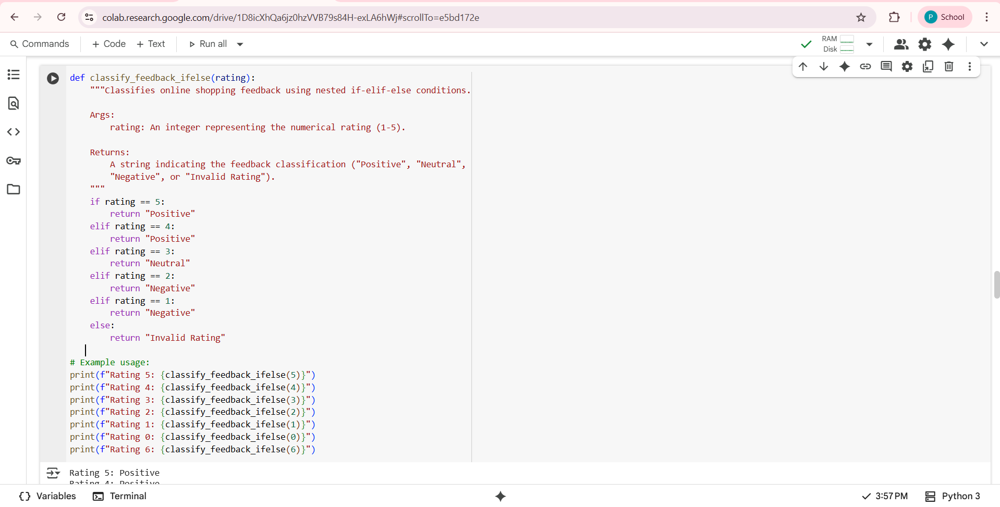 colab.research.google.com/drive/1D8icXhQa6jz0hzVVB79s84H-exLA6hWj#scrollTo=e5bd172e
P School
Commands + Code + Text Run all
RAM
Disk
def classify_feedback_ifelse(rating):
    """Classifies online shopping feedback using nested if-elif-else conditions.
    Args:
        rating: An integer representing the numerical rating (1-5).
    Returns:
        A string indicating the feedback classification ("Positive", "Neutral",
        "Negative", or "Invalid Rating").
    """
    if rating == 5:
        return "Positive"
    elif rating == 4:
        return "Positive"
    elif rating == 3:
        return "Neutral"
    elif rating == 2:
        return "Negative"
    elif rating == 1:
        return "Negative"
    else:
        return "Invalid Rating"
# Example usage:
print(f"Rating 5: {classify_feedback_ifelse(5)}")
print(f"Rating 4: {classify_feedback_ifelse(4)}")
print(f"Rating 3: {classify_feedback_ifelse(3)}")
print(f"Rating 2: {classify_feedback_ifelse(2)}")
print(f"Rating 1: {classify_feedback_ifelse(1)}")
print(f"Rating 0: {classify_feedback_ifelse(0)}")
print(f"Rating 6: {classify_feedback_ifelse(6)}")
Rating 5: Positive
Rating 4: Positive
Variables Terminal 3:57 PM Python 3